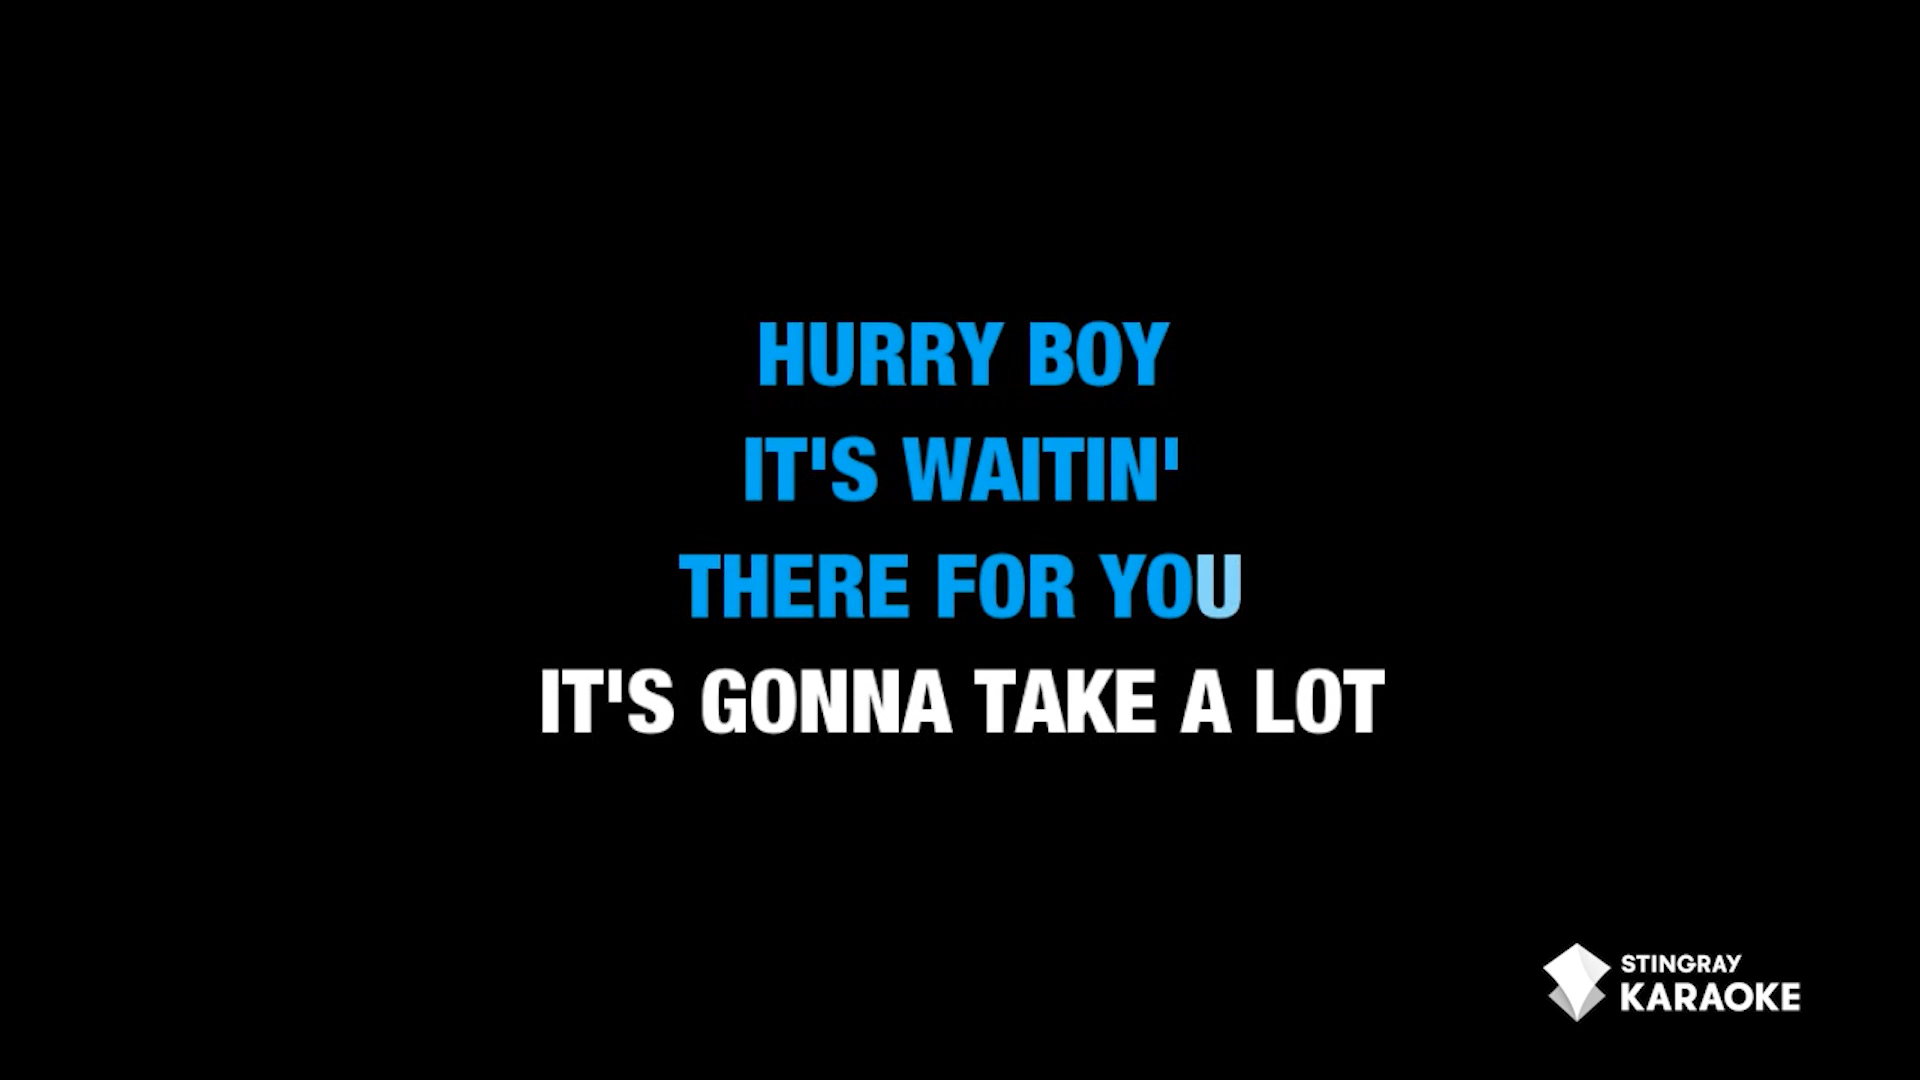 HURRY BOY
IT'S WAITIN'
THERE FOR YOU
IT'S GONNA TAKE A LOT
STINGRAY
KARAOKE